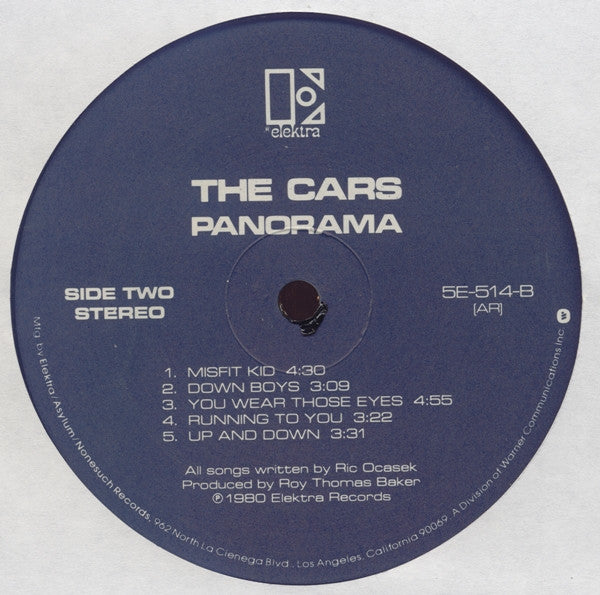 elektra
THE CARS
PANORAMA
SIDE TWO
STEREO
5E-514-B
[AR]
1. MISFIT KID 4:30
2. DOWN BOYS 3:09
3. YOU WEAR THOSE EYES 4:55
4. RUNNING TO YOU 3:22
5. UP AND DOWN 3:31
All songs written by Ric Ocasek
Produced by Roy Thomas Baker
℗1980 Elektra Records
Mfg. by Elektra/Asylum/Nonesuch Records, 962 North La Cienega Blvd., Los Angeles, California 90069. A Division of Warner Communications Inc. W